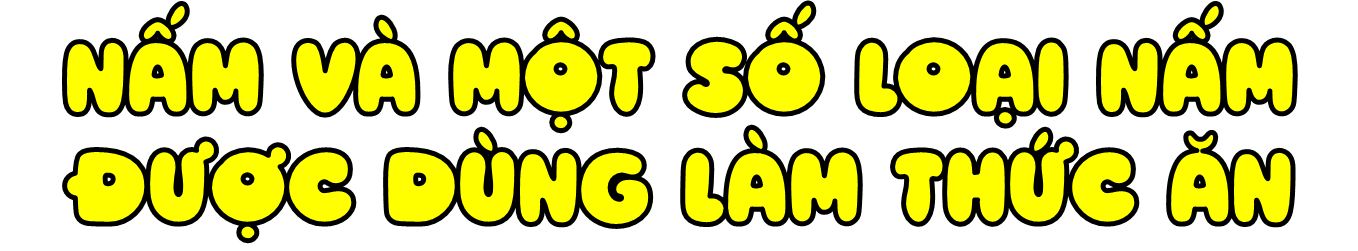 NẤM VÀ MỘT SỐ LOẠI NẤM
ĐƯỢC DÙNG LÀM THỨC ĂN